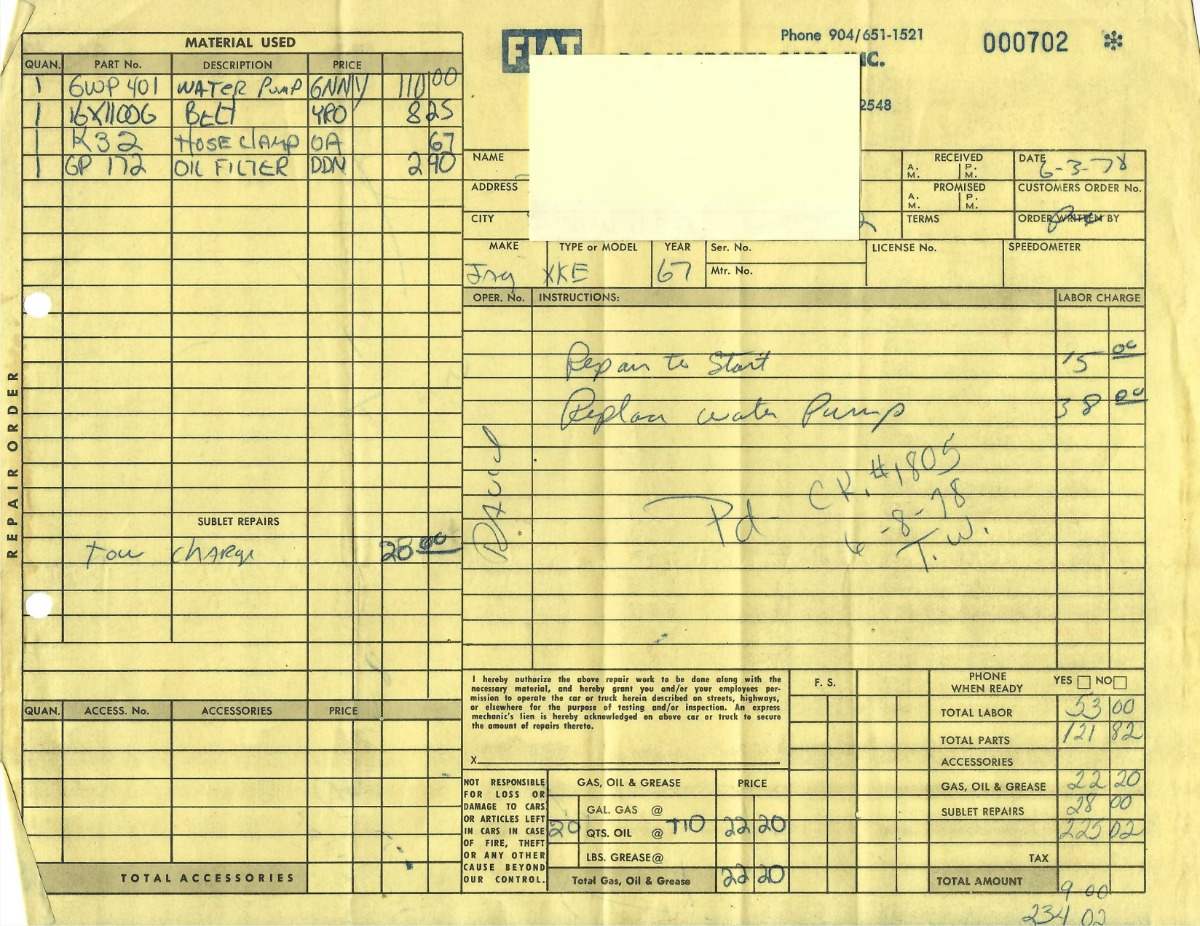 FIAT
Phone 904/651-1521
000702 *
NC.
2548
MATERIAL USED
QUAN. PART No. DESCRIPTION PRICE
1 GWP 401 WATER PUMP GNNY 110 00
1 16X1100G BELT YRO 8 25
1 K32 HOSE CLAMP OA 67
1 GP 172 OIL FILTER DDN 2 90
SUBLET REPAIRS
tow charge 28 00
QUAN. ACCESS. No. ACCESSORIES PRICE
TOTAL ACCESSORIES
REPAIR ORDER
NAME
RECEIVED A.M. P.M.
DATE 6-3-78
ADDRESS
PROMISED A.M. P.M.
CUSTOMERS ORDER No.
CITY
TERMS
ORDER WRITTEN BY
MAKE TYPE or MODEL YEAR Ser. No. LICENSE No. SPEEDOMETER
Mtr. No.
Jag XKE 67
OPER. No. INSTRUCTIONS: LABOR CHARGE
Repair to Start 15 00
Replace water Pump 38 00
David
Pd CK. #1805
6-8-78
T.W.
I hereby authorize the above repair work to be done along with the
necessary material, and hereby grant you and/or your employees per-
mission to operate the car or truck herein described on streets, highways,
or elsewhere for the purpose of testing and/or inspection. An express
mechanic's lien is hereby acknowledged on above car or truck to secure
the amount of repairs thereto.
X
NOT RESPONSIBLE
FOR LOSS OR
DAMAGE TO CARS
OR ARTICLES LEFT
IN CARS IN CASE
OF FIRE, THEFT
OR ANY OTHER
CAUSE BEYOND
OUR CONTROL.
GAS, OIL & GREASE PRICE
GAL. GAS @
20 QTS. OIL @ 22 20
LBS. GREASE @
Total Gas, Oil & Grease 22 20
F. S.
PHONE WHEN READY YES NO
TOTAL LABOR 53 00
TOTAL PARTS 121 82
ACCESSORIES
GAS, OIL & GREASE 22 20
SUBLET REPAIRS 28 00
225 02
TAX
TOTAL AMOUNT 9 00
234 02